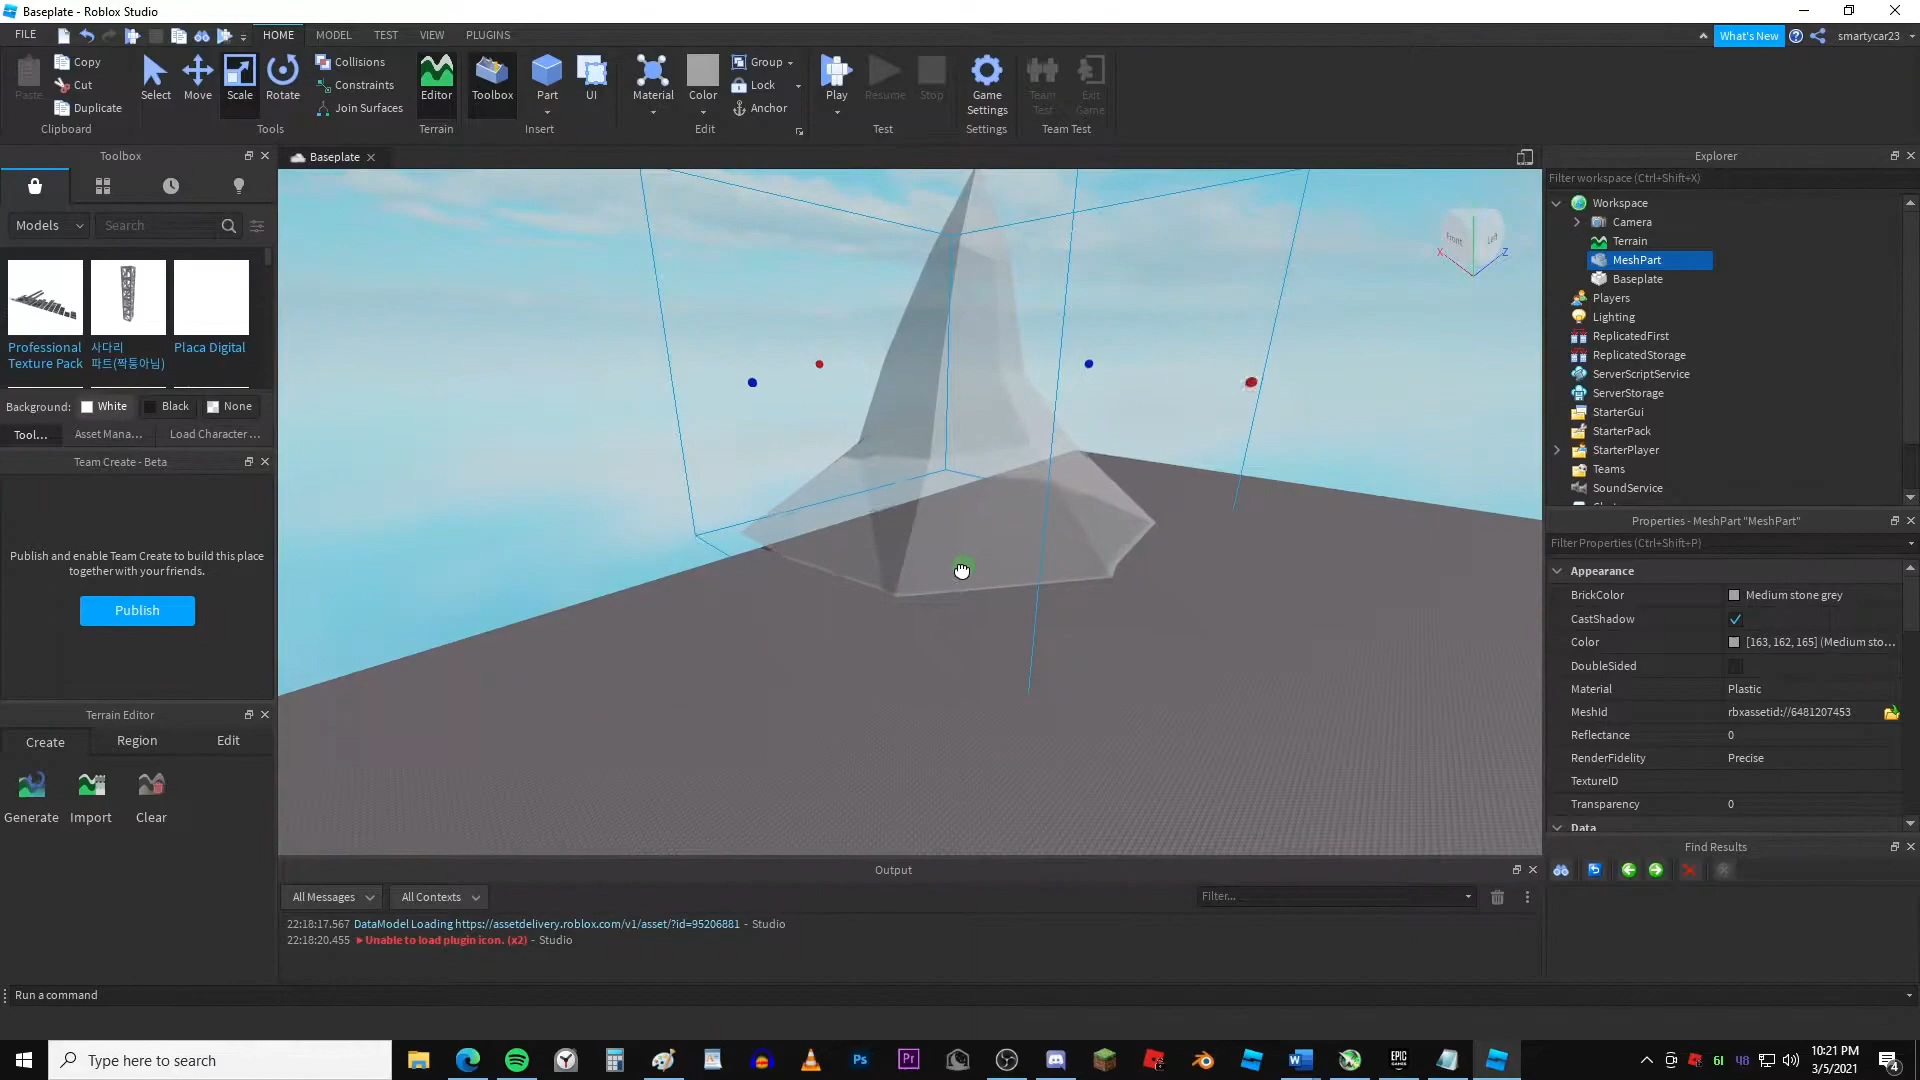 Baseplate - Roblox Studio
FILE HOME MODEL TEST VIEW PLUGINS What's New smartycar23
Paste Copy Cut Duplicate
Clipboard
Select Move Scale Rotate
Collisions
Constraints
Join Surfaces
Tools
Editor
Terrain
Toolbox Part UI
Insert
Material Color
Group
Lock
Anchor
Edit
Play Resume Stop
Test
Game
Settings
Settings
Team
Test
Exit
Game
Team Test
Toolbox
Baseplate
Explorer
Models Search
Professional
Texture Pack
사다리
파트(짝퉁아님)
Placa Digital
Background: White Black None
Tool... Asset Mana... Load Character ...
Team Create - Beta
Publish and enable Team Create to build this place
together with your friends.
Publish
Terrain Editor
Create Region Edit
Generate Import Clear
Front Left
X Z
Filter workspace (Ctrl+Shift+X)
Workspace
Camera
Terrain
MeshPart
Baseplate
Players
Lighting
ReplicatedFirst
ReplicatedStorage
ServerScriptService
ServerStorage
StarterGui
StarterPack
StarterPlayer
Teams
SoundService
Properties - MeshPart "MeshPart"
Filter Properties (Ctrl+Shift+P)
Appearance
BrickColor Medium stone grey
CastShadow
Color [163, 162, 165] (Medium sto...
DoubleSided
Material Plastic
MeshId rbxassetid://6481207453
Reflectance 0
RenderFidelity Precise
TextureID
Transparency 0
Data
Find Results
Output
All Messages All Contexts Filter...
22:18:17.567 DataModel Loading https://assetdelivery.roblox.com/v1/asset/?id=95206881 - Studio
22:18:20.455 Unable to load plugin icon. (x2) - Studio
Run a command
Type here to search
Ps Pr W EPIC GAMES
61 48
10:21 PM
3/5/2021
4